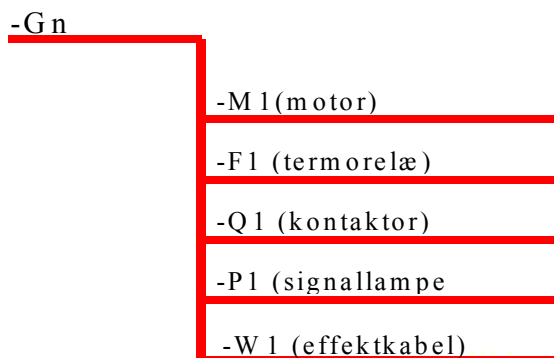 -Gn
-M1(motor)
-F1 (termorelæ)
-Q1 (kontaktor)
-P1 (signallampe
-W1 (effektkabel)